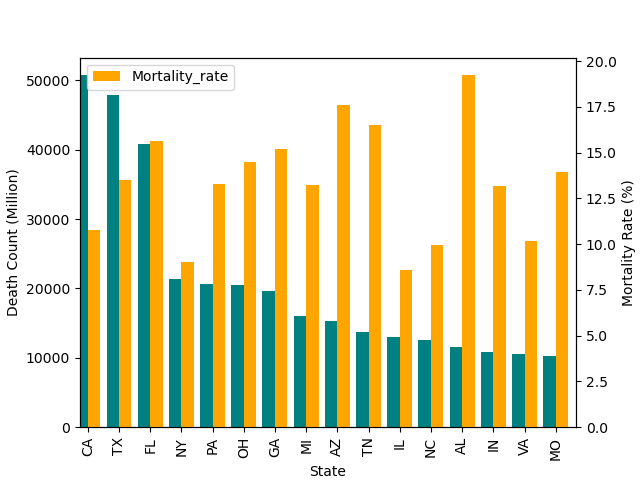 Mortality_rate
50000
40000
30000
20000
10000
0
Death Count (Million)
20.0
17.5
15.0
12.5
10.0
7.5
5.0
2.5
0.0
Mortality Rate (%)
CA
TX
FL
NY
PA
OH
GA
MI
AZ
TN
IL
NC
AL
IN
VA
MO
State